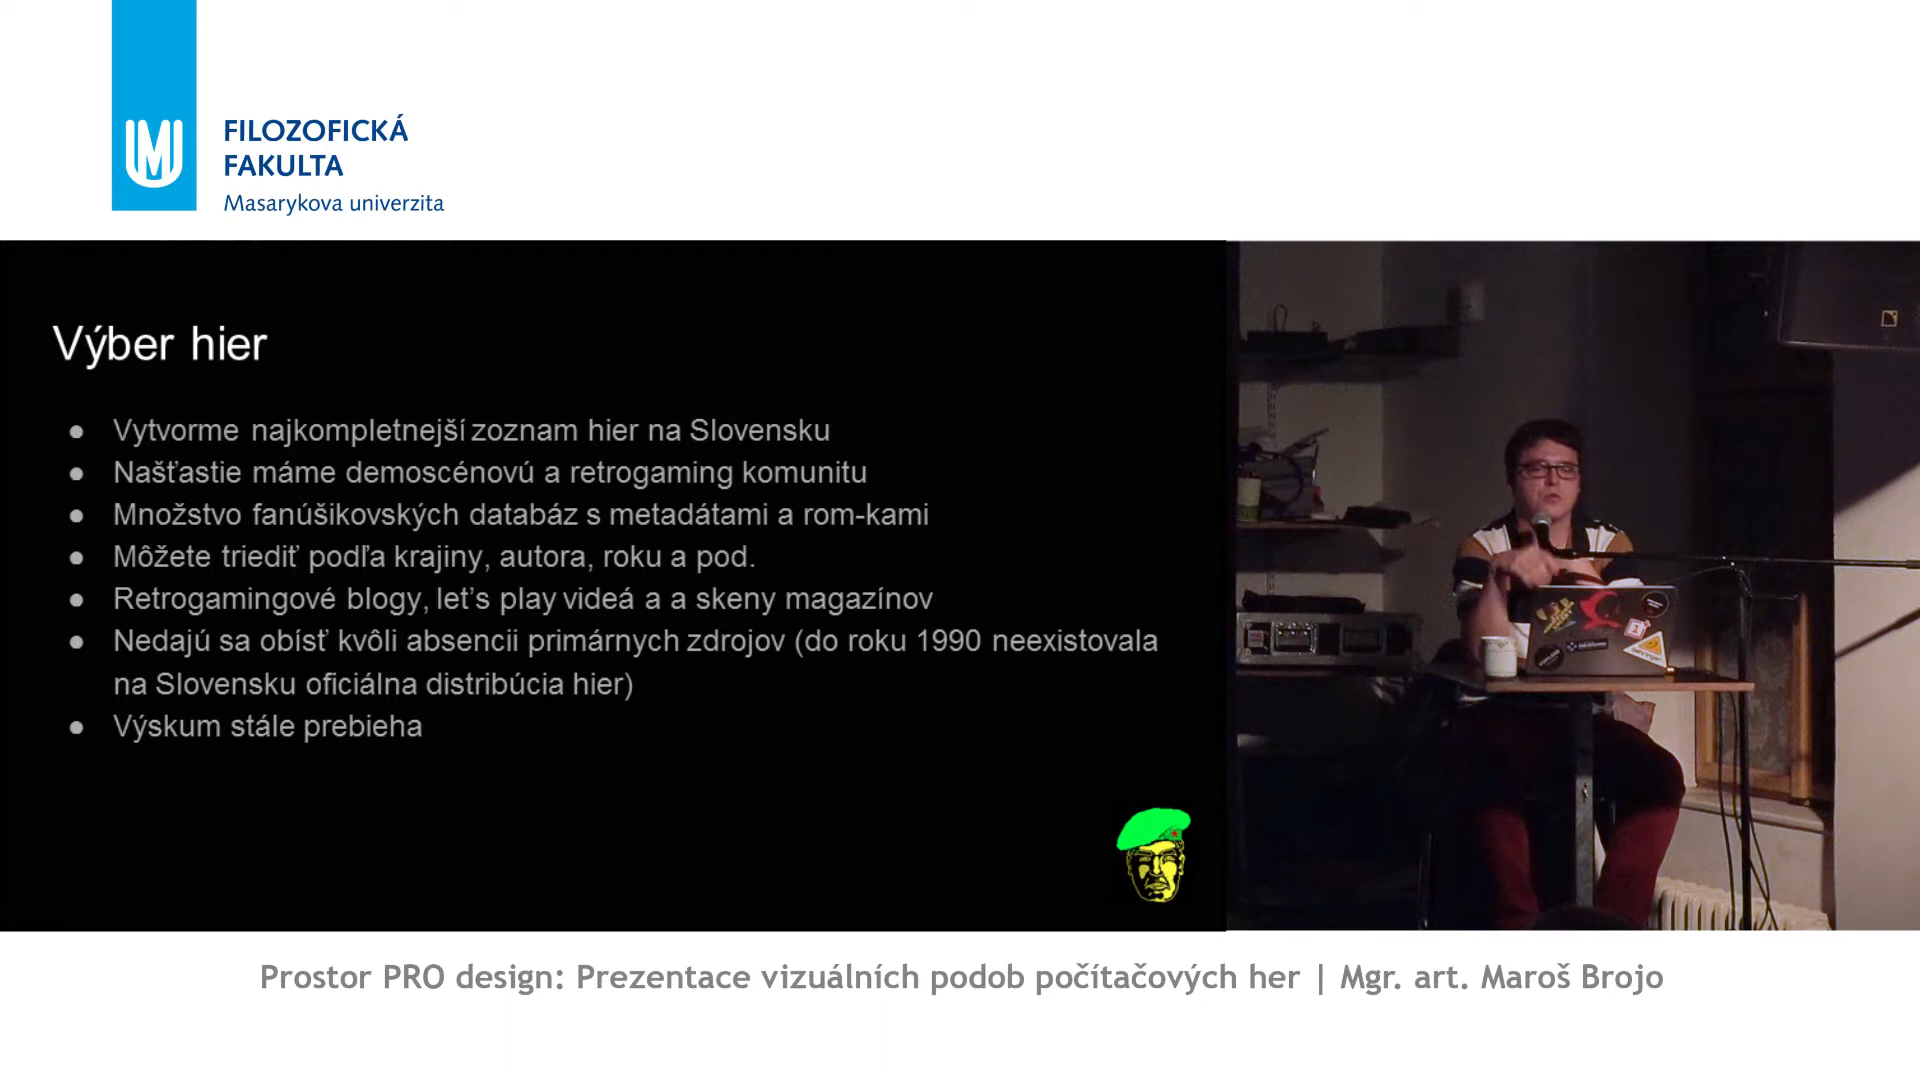 FILOZOFICKÁ
FAKULTA
Masarykova univerzita
Výber hier
● Vytvorme najkompletnejší zoznam hier na Slovensku
● Našťastie máme demoscénovú a retrogaming komunitu
● Množstvo fanúšikovských databáz s metadátami a rom-kami
● Môžete triediť podľa krajiny, autora, roku a pod.
● Retrogamingové blogy, let's play videá a a skeny magazínov
● Nedajú sa obísť kvôli absencii primárnych zdrojov (do roku 1990 neexistovala
na Slovensku oficiálna distribúcia hier)
● Výskum stále prebieha
Prostor PRO design: Prezentace vizuálních podob počítačových her | Mgr. art. Maroš Brojo